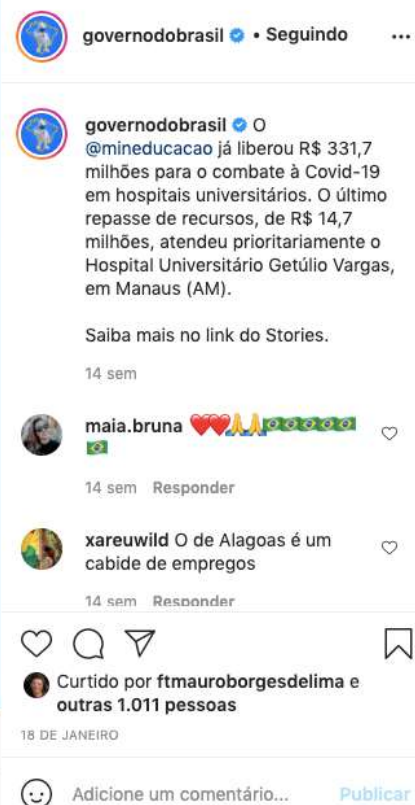 governodobrasil • Seguindo
governodobrasil O
@mineducacao já liberou R$ 331,7
milhões para o combate à Covid-19
em hospitais universitários. O último
repasse de recursos, de R$ 14,7
milhões, atendeu prioritariamente o
Hospital Universitário Getúlio Vargas,
em Manaus (AM).
Saiba mais no link do Stories.
14 sem
maia.bruna ❤️❤️🙏🙏🇧🇷🇧🇷🇧🇷🇧🇷
🇧🇷
14 sem Responder
xareuwild O de Alagoas é um
cabide de empregos
14 sem Responder
Curtido por ftmauroborgesdelima e
outras 1.011 pessoas
18 DE JANEIRO
Adicione um comentário... Publicar